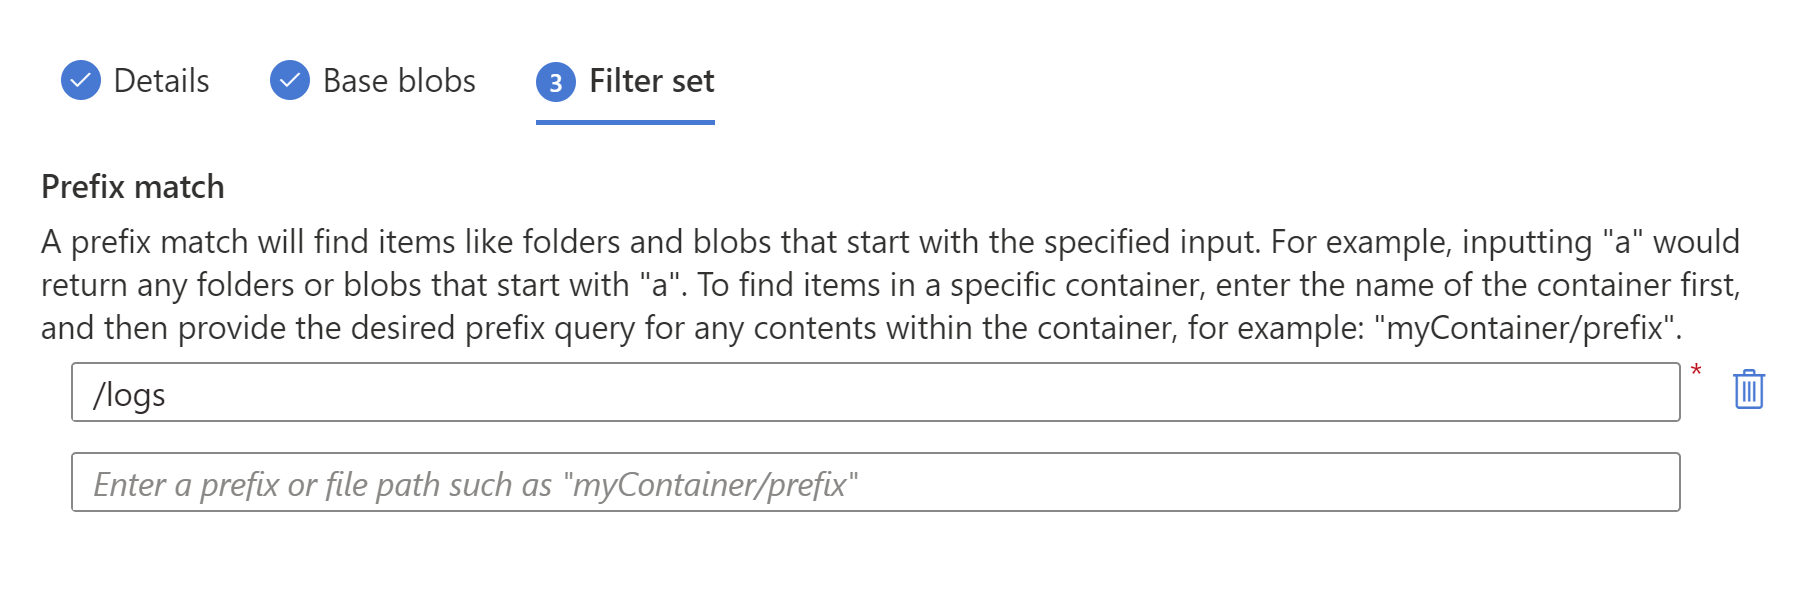 Details Base blobs 3 Filter set
Prefix match
A prefix match will find items like folders and blobs that start with the specified input. For example, inputting "a" would
return any folders or blobs that start with "a". To find items in a specific container, enter the name of the container first,
and then provide the desired prefix query for any contents within the container, for example: "myContainer/prefix".
/logs *
Enter a prefix or file path such as "myContainer/prefix"